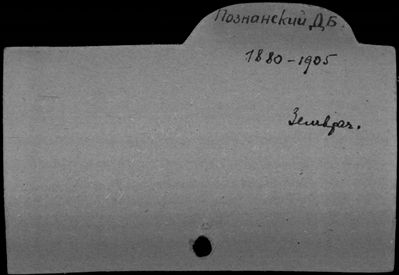 Познанский, Д.Б.
1880-1905
Земврач.